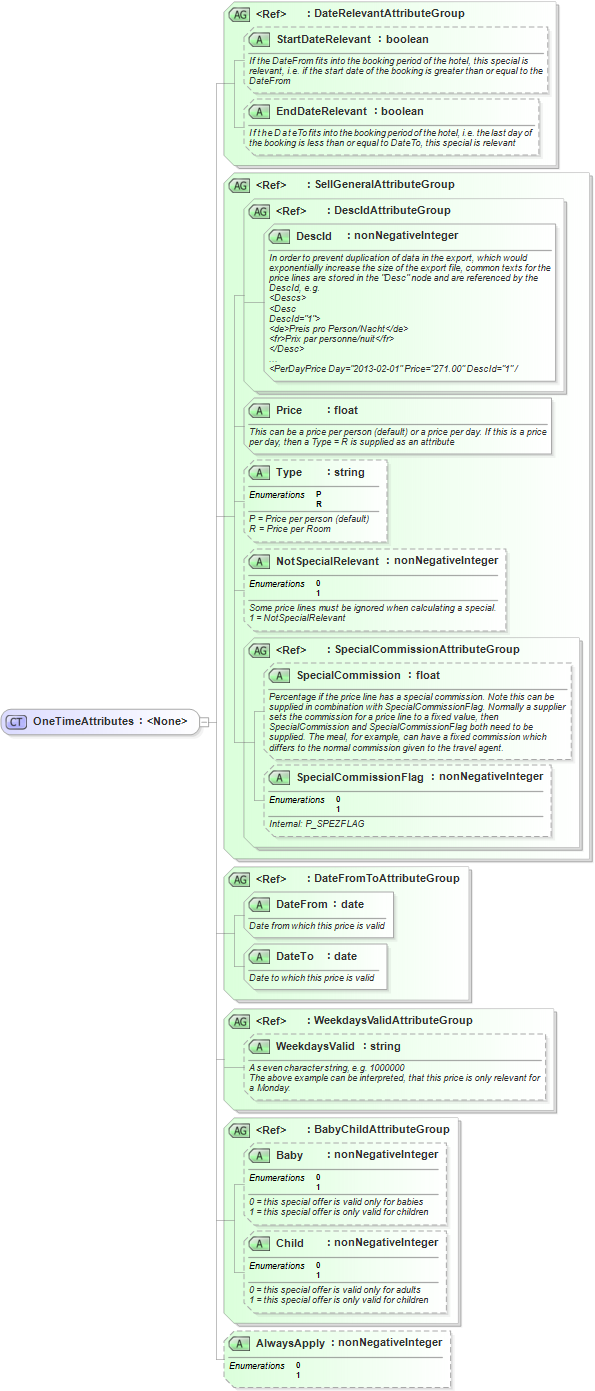 AG <Ref> : DateRelevantAttributeGroup
A StartDateRelevant : boolean
If the DateFrom fits into the booking period of the hotel, this special is
relevant, i.e. if the start date of the booking is greater than or equal to the
DateFrom
A EndDateRelevant : boolean
If the DateTo fits into the booking period of the hotel, i.e. the last day of
the booking is less than or equal to DateTo, this special is relevant
AG <Ref> : SellGeneralAttributeGroup
AG <Ref> : DescIdAttributeGroup
A DescId : nonNegativeInteger
In order to prevent duplication of data in the export, which would
exponentially increase the size of the export file, common texts for the
price lines are stored in the "Desc" node and are referenced by the
DescId, e.g.
<Descs>
<Desc
DescId="1">
<de>Preis pro Person/Nacht</de>
<fr>Prix par personne/nuit</fr>
</Desc>
...
<PerDayPrice Day="2013-02-01" Price="271.00" DescId="1" /
A Price : float
This can be a price per person (default) or a price per day. If this is a price
per day, then a Type = R is supplied as an attribute
A Type : string
Enumerations P
R
P = Price per person (default)
R = Price per Room
A NotSpecialRelevant : nonNegativeInteger
Enumerations 0
1
Some price lines must be ignored when calculating a special.
1 = NotSpecialRelevant
AG <Ref> : SpecialCommissionAttributeGroup
A SpecialCommission : float
Percentage if the price line has a special commission. Note this can be
supplied in combination with SpecialCommissionFlag. Normally a supplier
sets the commission for a price line to a fixed value, then
SpecialCommission and SpecialCommissionFlag both need to be
supplied. The meal, for example, can have a fixed commission which
differs to the normal commission given to the travel agent.
CT OneTimeAttributes : <None>
A SpecialCommissionFlag : nonNegativeInteger
Enumerations 0
1
Internal: P_SPEZFLAG
AG <Ref> : DateFromToAttributeGroup
A DateFrom : date
Date from which this price is valid
A DateTo : date
Date to which this price is valid
AG <Ref> : WeekdaysValidAttributeGroup
A WeekdaysValid : string
A seven character string, e.g. 1000000
The above example can be interpreted, that this price is only relevant for
a Monday.
AG <Ref> : BabyChildAttributeGroup
A Baby : nonNegativeInteger
Enumerations 0
1
0 = this special offer is valid only for babies
1 = this special offer is only valid for children
A Child : nonNegativeInteger
Enumerations 0
1
0 = this special offer is valid only for adults
1 = this special offer is only valid for children
A AlwaysApply : nonNegativeInteger
Enumerations 0
1